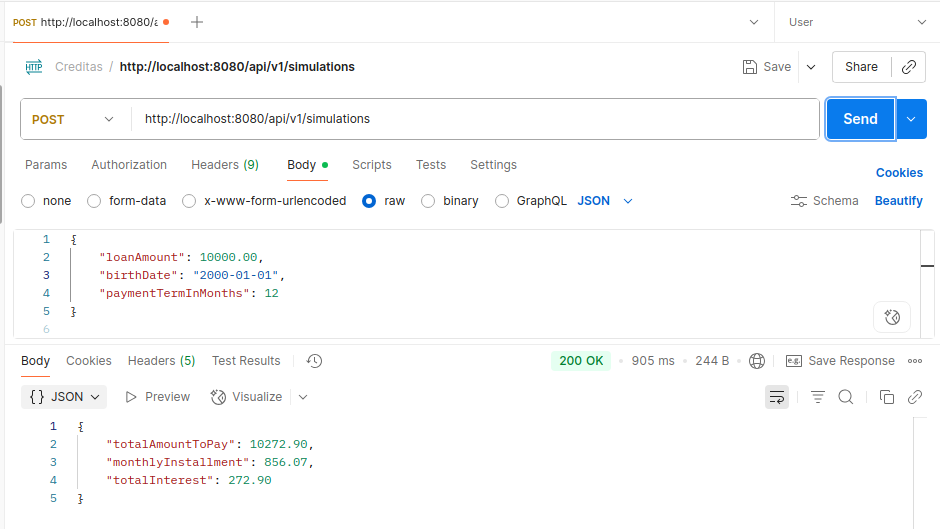 POST http://localhost:8080/a User
HTTP Creditas / http://localhost:8080/api/v1/simulations Save Share
POST http://localhost:8080/api/v1/simulations Send
Params Authorization Headers (9) Body Scripts Tests Settings Cookies
none form-data x-www-form-urlencoded raw binary GraphQL JSON Schema Beautify
1 {
2 "loanAmount": 10000.00,
3 "birthDate": "2000-01-01",
4 "paymentTermInMonths": 12
5 }
6
Body Cookies Headers (5) Test Results 200 OK • 905 ms • 244 B • e.g. Save Response
{} JSON Preview Visualize
1 {
2 "totalAmountToPay": 10272.90,
3 "monthlyInstallment": 856.07,
4 "totalInterest": 272.90
5 }